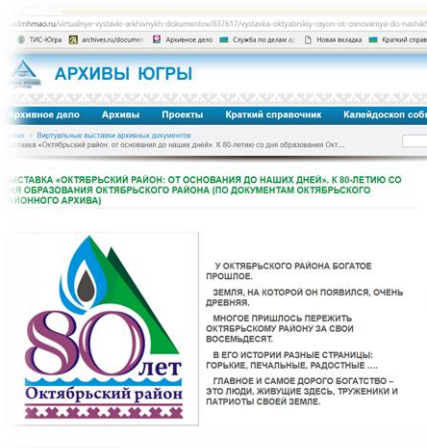 admhmao.ru/virtualnye-vystavki-arkhivnykh-dokumentov/837617/vystavka-oktyabrskiy-rayon-ot-osnovaniya-do-nashikh
ТИС-Югра archives.ru/documen Архивное дело Служба по делам ар Новая вкладка Краткий справ
АРХИВЫ ЮГРЫ
Архивное дело Архивы Проекты Краткий справочник Калейдоскоп собы
Виртуальные выставки архивных документов
ставка «Октябрьский район: от основания до наших дней». К 80-летию со дня образования Окт...
ЫСТАВКА «ОКТЯБРЬСКИЙ РАЙОН: ОТ ОСНОВАНИЯ ДО НАШИХ ДНЕЙ». К 80-ЛЕТИЮ СО
НЯ ОБРАЗОВАНИЯ ОКТЯБРЬСКОГО РАЙОНА (ПО ДОКУМЕНТАМ ОКТЯБРЬСКОГО
АЙОННОГО АРХИВА)
80 лет
Октябрьский район
У ОКТЯБРЬСКОГО РАЙОНА БОГАТОЕ
ПРОШЛОЕ.
ЗЕМЛЯ, НА КОТОРОЙ ОН ПОЯВИЛСЯ, ОЧЕНЬ
ДРЕВНЯЯ.
МНОГОЕ ПРИШЛОСЬ ПЕРЕЖИТЬ
ОКТЯБРЬСКОМУ РАЙОНУ ЗА СВОИ
ВОСЕМЬДЕСЯТ.
В ЕГО ИСТОРИИ РАЗНЫЕ СТРАНИЦЫ:
ГОРЬКИЕ, ПЕЧАЛЬНЫЕ, РАДОСТНЫЕ ....
ГЛАВНОЕ И САМОЕ ДОРОГО БОГАТСТВО –
ЭТО ЛЮДИ, ЖИВУЩИЕ ЗДЕСЬ, ТРУЖЕНИКИ И
ПАТРИОТЫ СВОЕЙ ЗЕМЛЕ.